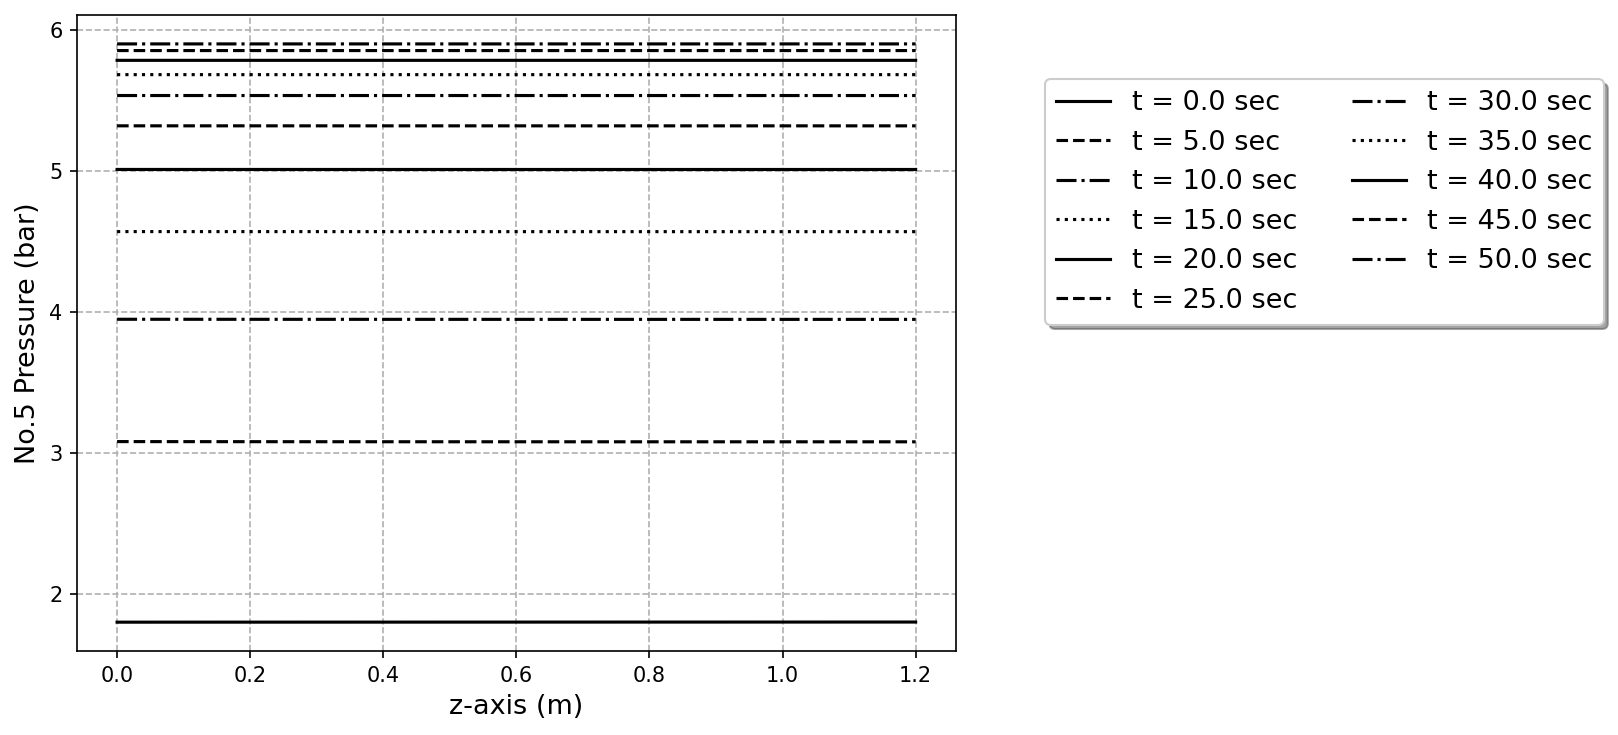 No.5 Pressure (bar)
6
5
4
3
2
0.0 0.2 0.4 0.6 0.8 1.0 1.2
z-axis (m)
t = 0.0 sec
t = 5.0 sec
t = 10.0 sec
t = 15.0 sec
t = 20.0 sec
t = 25.0 sec
t = 30.0 sec
t = 35.0 sec
t = 40.0 sec
t = 45.0 sec
t = 50.0 sec